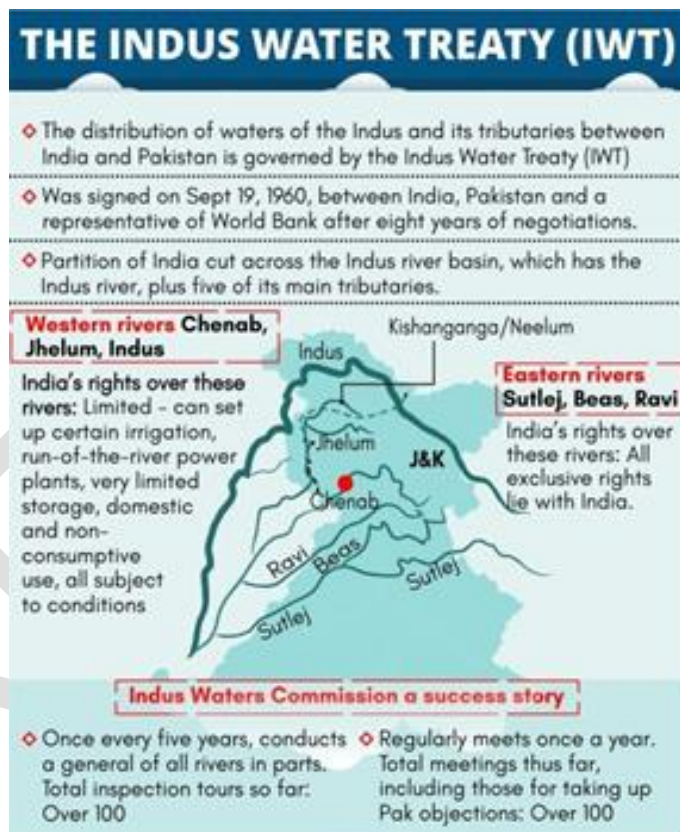 THE INDUS WATER TREATY (IWT)
The distribution of waters of the Indus and its tributaries between
India and Pakistan is governed by the Indus Water Treaty (IWT)
Was signed on Sept 19, 1960, between India, Pakistan and a
representative of World Bank after eight years of negotiations.
Partition of India cut across the Indus river basin, which has the
Indus river, plus five of its main tributaries.
Western rivers Chenab,
Jhelum, Indus
India's rights over these
rivers: Limited - can set
up certain irrigation,
run-of-the-river power
plants, very limited
storage, domestic
and non-
consumptive
use, all subject
to conditions
Kishanganga/Neelum
Indus
Jhelum
J&K
Chenab
Ravi
Beas
Sutlej
Sutlej
Eastern rivers
Sutlej, Beas, Ravi
India's rights over
these rivers: All
exclusive rights
lie with India.
Indus Waters Commission a success story
Once every five years, conducts
a general of all rivers in parts.
Total inspection tours so far:
Over 100
Regularly meets once a year.
Total meetings thus far,
including those for taking up
Pak objections: Over 100